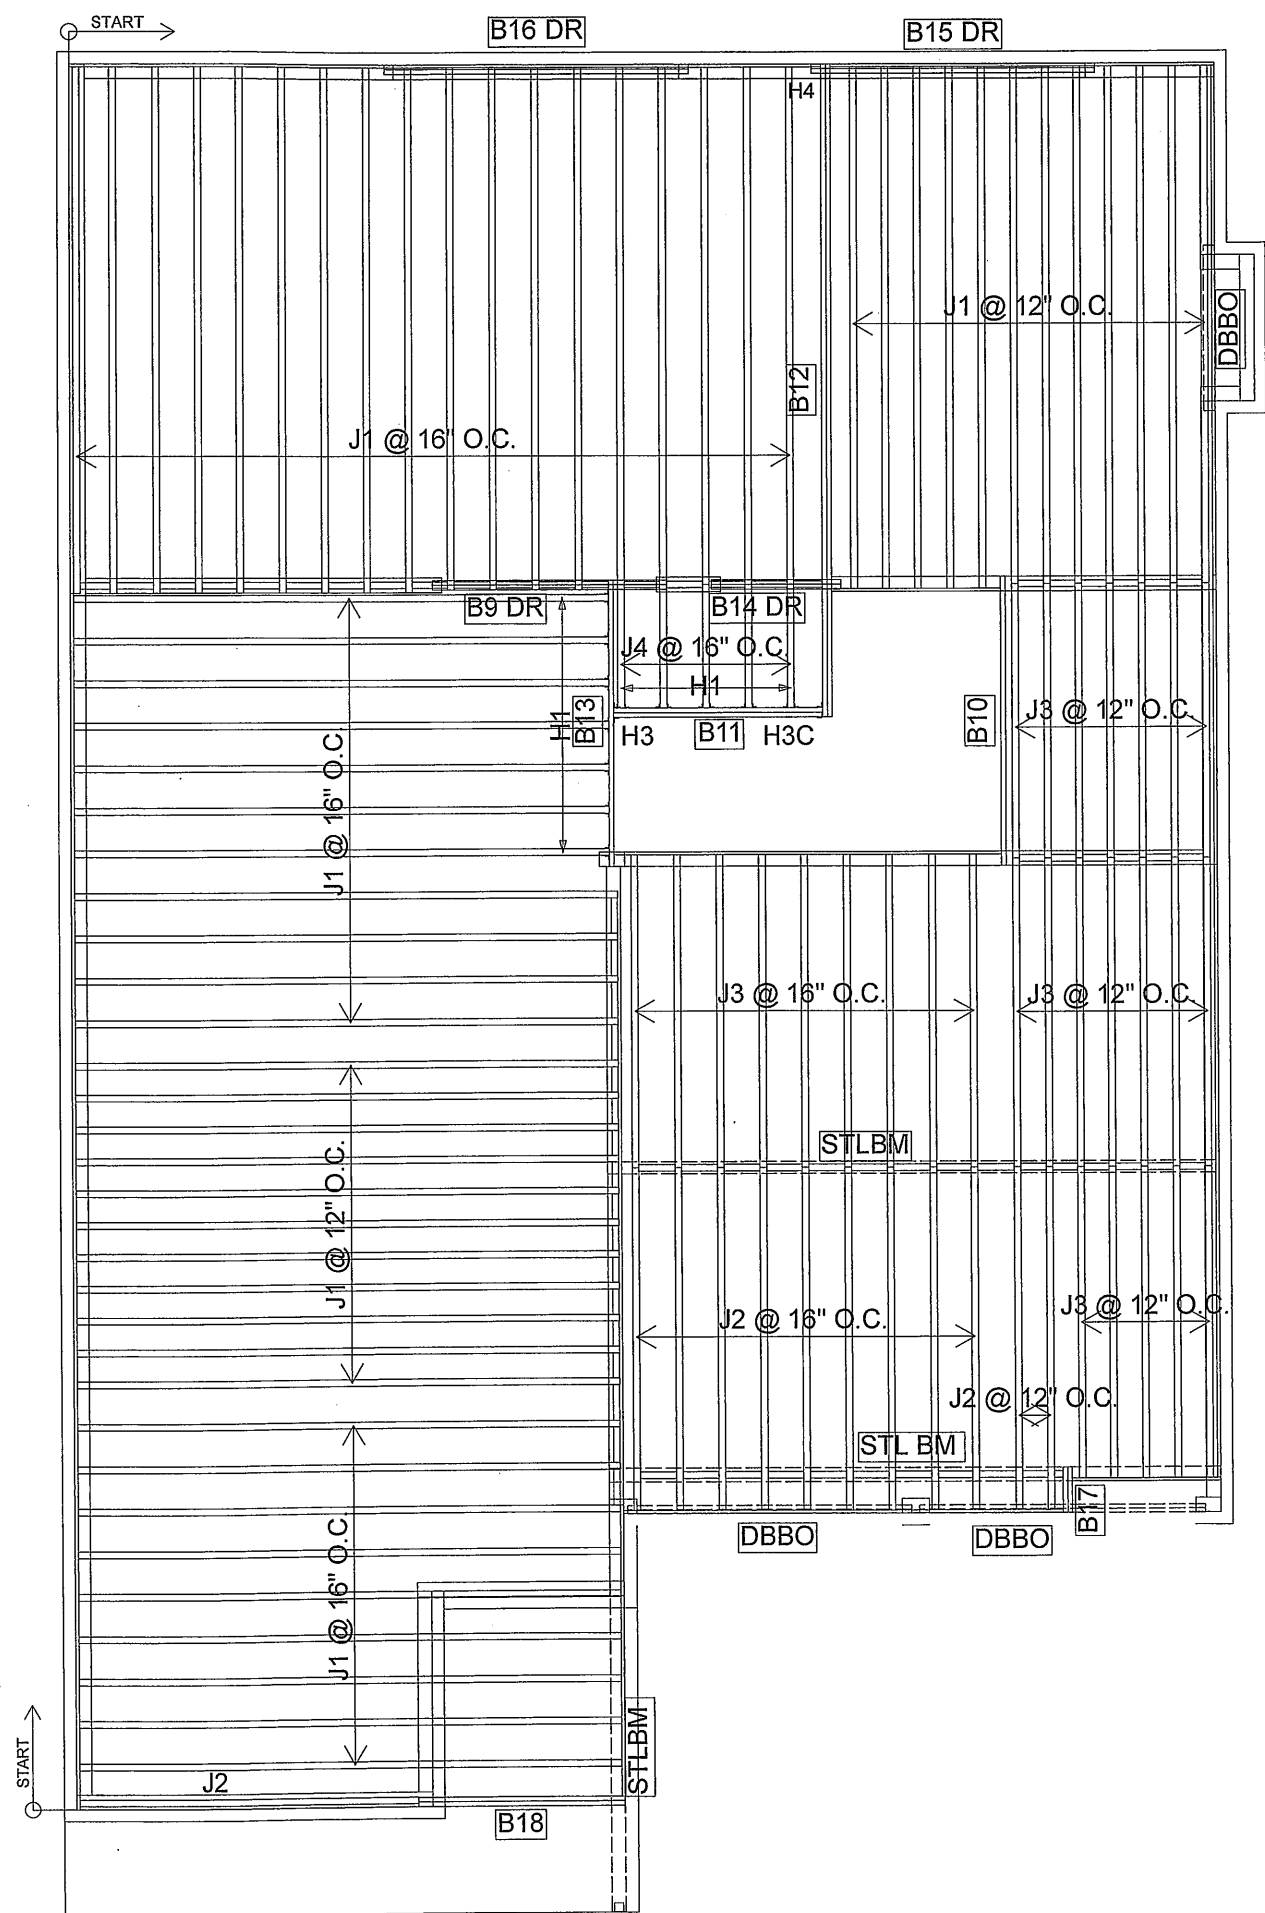 START
B16 DR
B15 DR
H4
J1 @ 12" O.C.
DBBO
B12
J1 @ 16" O.C.
B9 DR
B14 DR
J4 @ 16" O.C.
H1
H1
B13
H3
B11
H3C
B10
J3 @ 12" O.C.
J1 @ 16" O.C.
J3 @ 16" O.C.
J3 @ 12" O.C.
STLBM
J1 @ 12" O.C.
J2 @ 16" O.C.
J3 @ 12" O.C.
J2 @ 12" O.C.
STL BM
B17
DBBO
DBBO
J1 @ 16" O.C.
STLBM
START
J2
B18